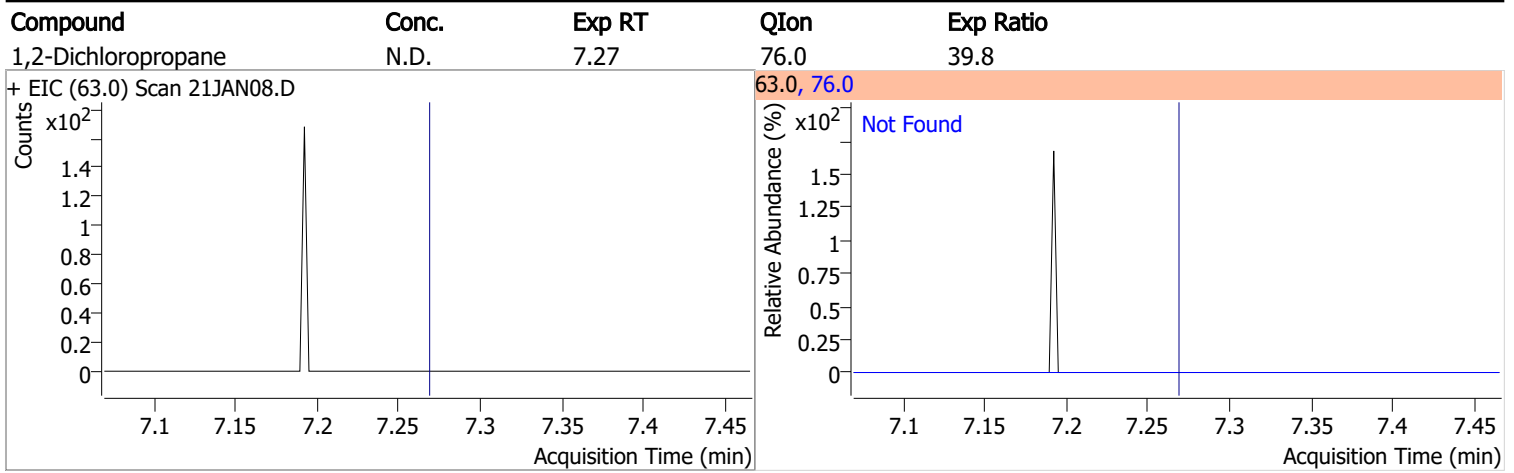 Compound Conc. Exp RT QIon Exp Ratio
1,2-Dichloropropane N.D. 7.27 76.0 39.8
+ EIC (63.0) Scan 21JAN08.D
Counts
x10²
1.4
1.2
1
0.8
0.6
0.4
0.2
0
7.1 7.15 7.2 7.25 7.3 7.35 7.4 7.45
Acquisition Time (min)
63.0, 76.0
Relative Abundance (%)
x10²
Not Found
1.5
1.25
1
0.75
0.5
0.25
0
7.1 7.15 7.2 7.25 7.3 7.35 7.4 7.45
Acquisition Time (min)